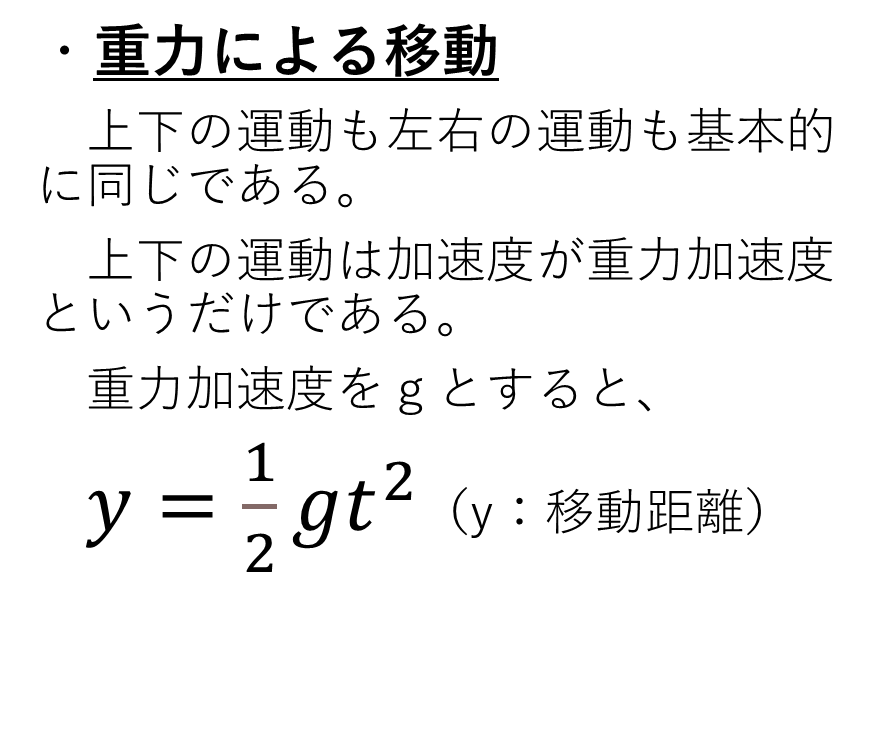 ・重力による移動
　上下の運動も左右の運動も基本的
に同じである。
　上下の運動は加速度が重力加速度
というだけである。
　重力加速度をgとすると、
y = 1/2 gt² （y：移動距離）